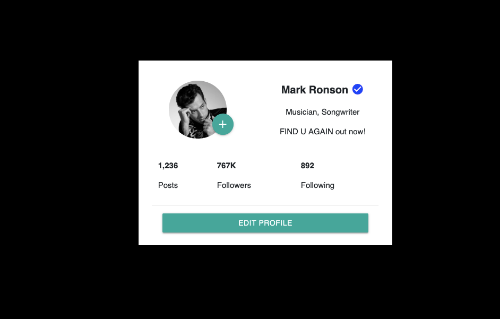 Mark Ronson
Musician, Songwriter
FIND U AGAIN out now!
1,236 767K 892
Posts Followers Following
EDIT PROFILE